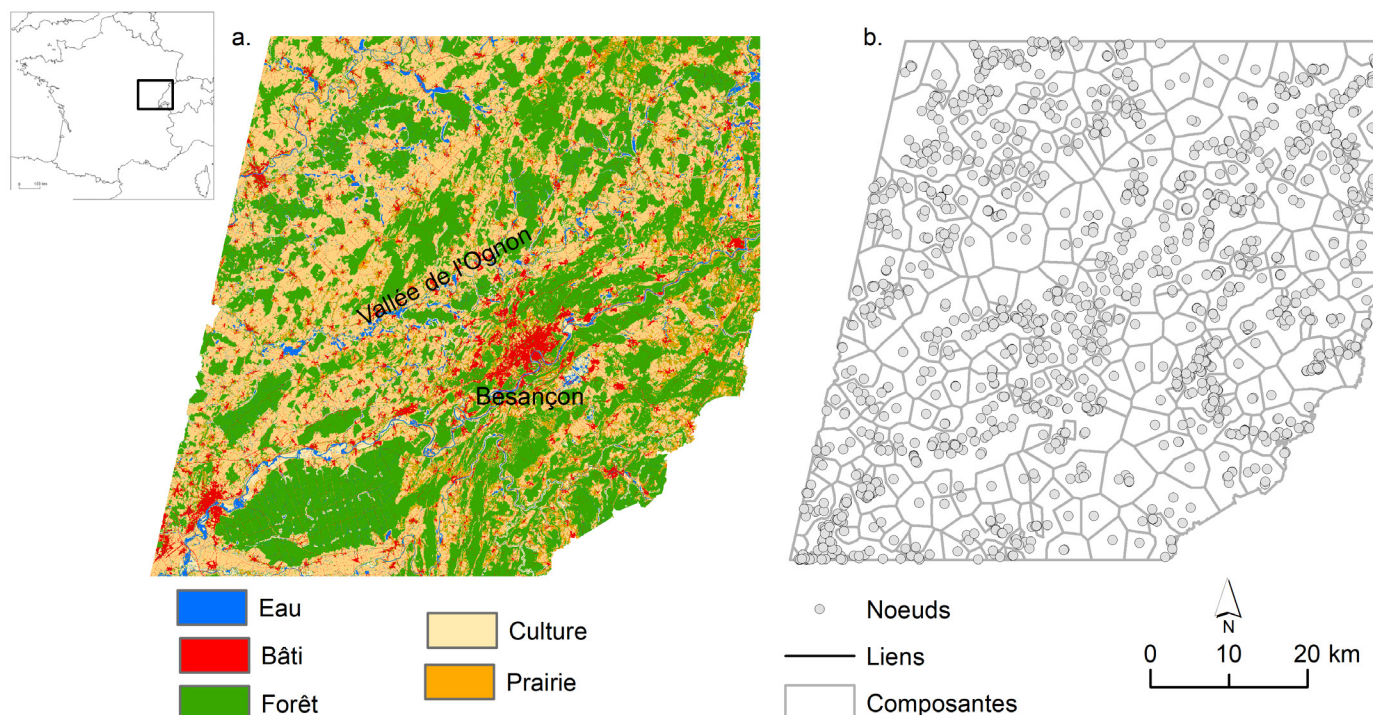 a.
b.
Vallée de l'Ognon
Besançon
Eau
Bâti
Forêt
Culture
Prairie
Noeuds
Liens
Composantes
N
0 10 20 km